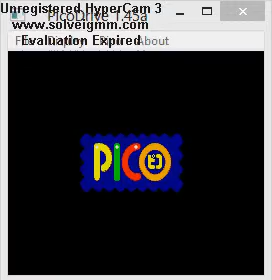 Unregistered HyperCam 3
PicoDrive 1.45a
www.solveigmm.com
Evaluation Expired
About
PICO